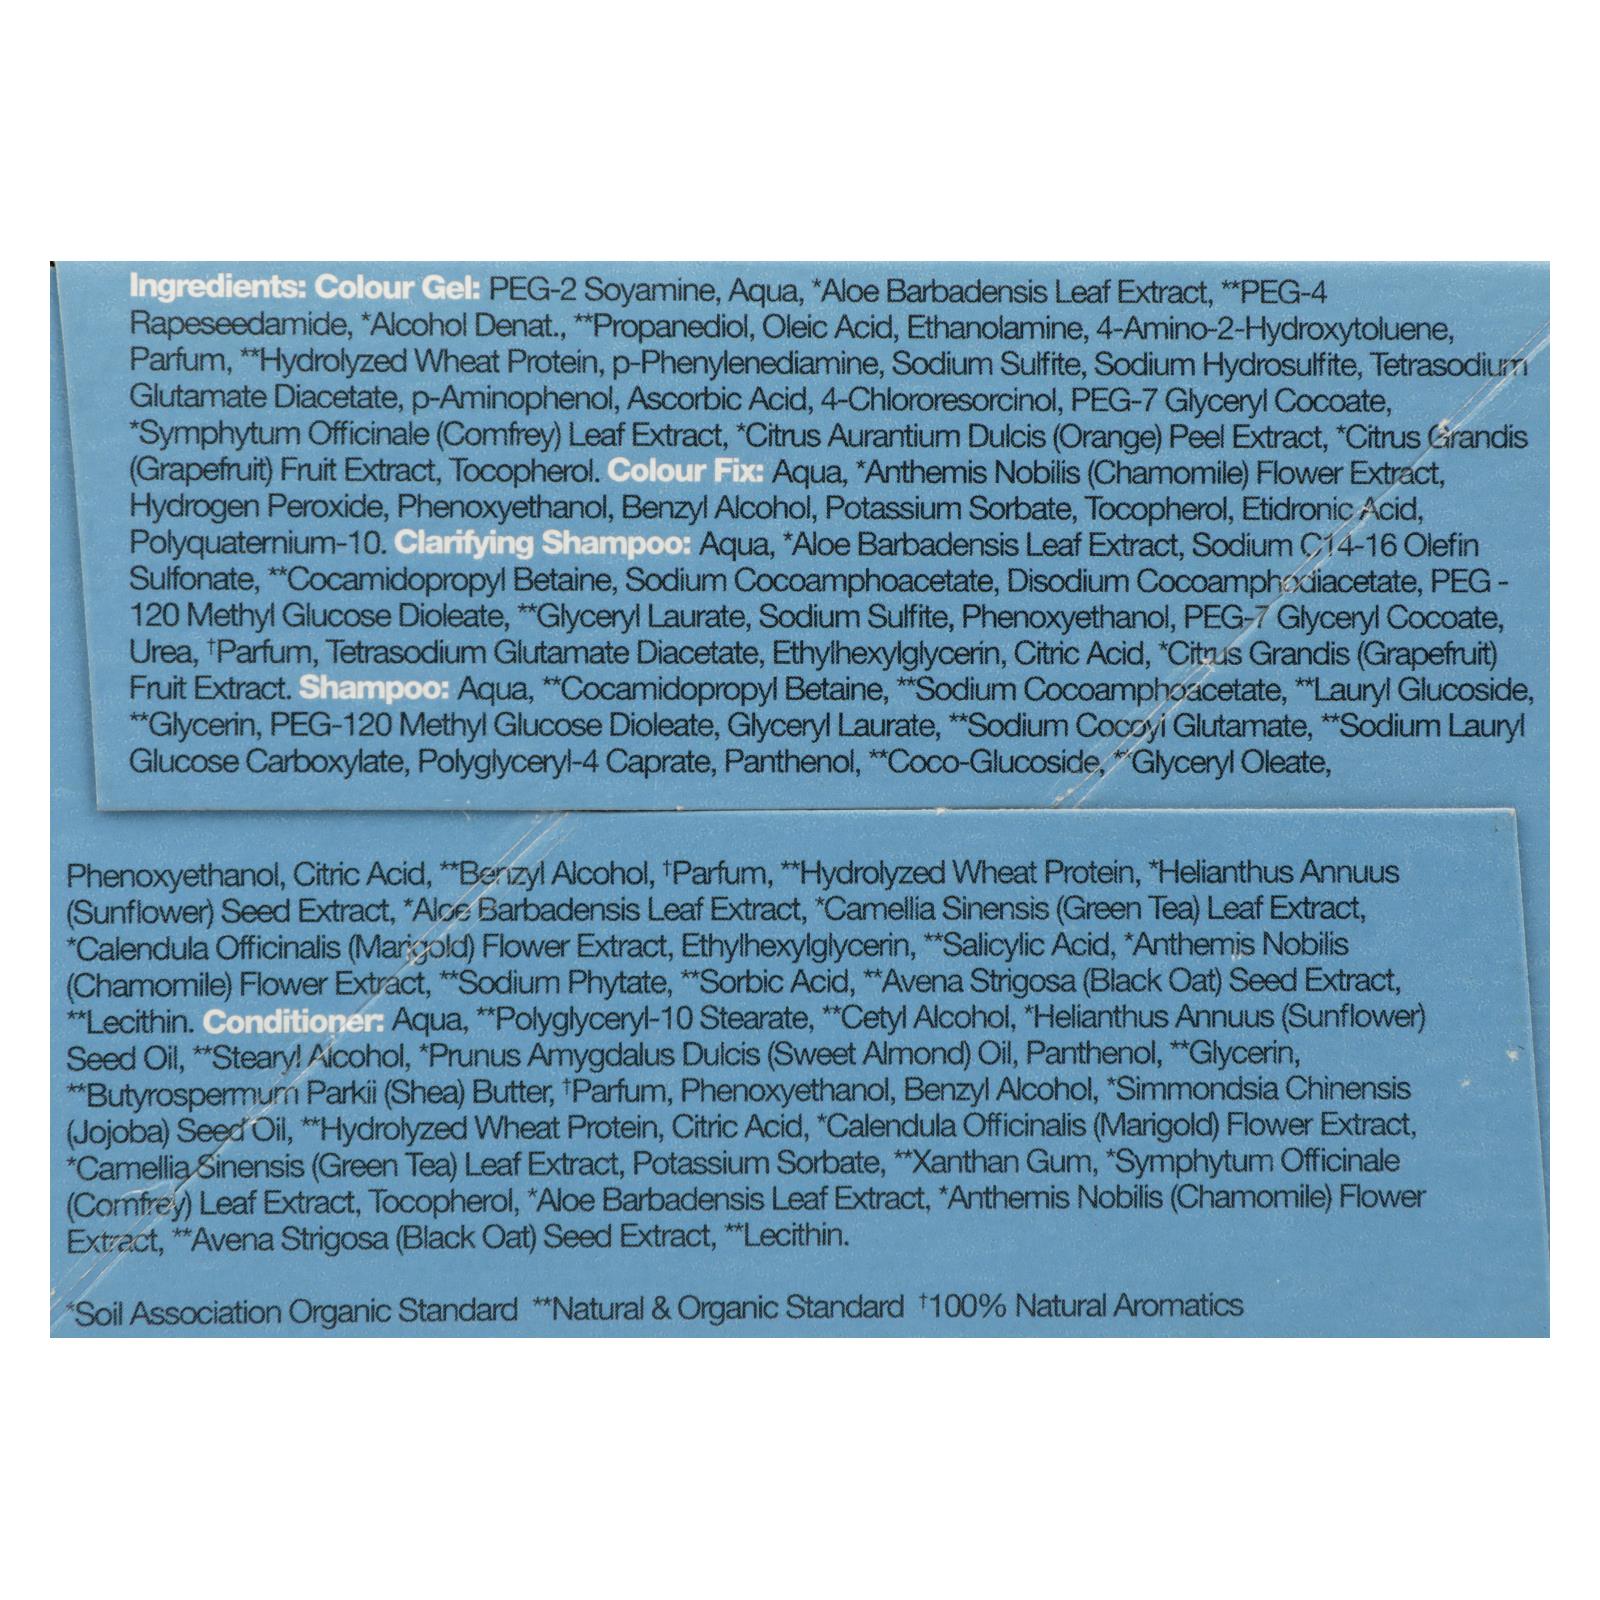 Ingredients: Colour Gel: PEG-2 Soyamine, Aqua, *Aloe Barbadensis Leaf Extract, **PEG-4
Rapeseedamide, *Alcohol Denat., **Propanediol, Oleic Acid, Ethanolamine, 4-Amino-2-Hydroxytoluene,
Parfum, **Hydrolyzed Wheat Protein, p-Phenylenediamine, Sodium Sulfite, Sodium Hydrosulfite, Tetrasodium
Glutamate Diacetate, p-Aminophenol, Ascorbic Acid, 4-Chlororesorcinol, PEG-7 Glyceryl Cocoate,
*Symphytum Officinale (Comfrey) Leaf Extract, *Citrus Aurantium Dulcis (Orange) Peel Extract, *Citrus Grandis
(Grapefruit) Fruit Extract, Tocopherol. Colour Fix: Aqua, *Anthemis Nobilis (Chamomile) Flower Extract,
Hydrogen Peroxide, Phenoxyethanol, Benzyl Alcohol, Potassium Sorbate, Tocopherol, Etidronic Acid,
Polyquaternium-10. Clarifying Shampoo: Aqua, *Aloe Barbadensis Leaf Extract, Sodium C14-16 Olefin
Sulfonate, **Cocamidopropyl Betaine, Sodium Cocoamphoacetate, Disodium Cocoamphodiacetate, PEG -
120 Methyl Glucose Dioleate, **Glyceryl Laurate, Sodium Sulfite, Phenoxyethanol, PEG-7 Glyceryl Cocoate,
Urea, †Parfum, Tetrasodium Glutamate Diacetate, Ethylhexylglycerin, Citric Acid, *Citrus Grandis (Grapefruit)
Fruit Extract. Shampoo: Aqua, **Cocamidopropyl Betaine, **Sodium Cocoamphoacetate, **Lauryl Glucoside,
**Glycerin, PEG-120 Methyl Glucose Dioleate, Glyceryl Laurate, **Sodium Cocoyl Glutamate, **Sodium Lauryl
Glucose Carboxylate, Polyglyceryl-4 Caprate, Panthenol, **Coco-Glucoside, **Glyceryl Oleate,
Phenoxyethanol, Citric Acid, **Benzyl Alcohol, †Parfum, **Hydrolyzed Wheat Protein, *Helianthus Annuus
(Sunflower) Seed Extract, *Aloe Barbadensis Leaf Extract, *Camellia Sinensis (Green Tea) Leaf Extract,
*Calendula Officinalis (Marigold) Flower Extract, Ethylhexylglycerin, **Salicylic Acid, *Anthemis Nobilis
(Chamomile) Flower Extract, **Sodium Phytate, **Sorbic Acid, **Avena Strigosa (Black Oat) Seed Extract,
**Lecithin. Conditioner: Aqua, **Polyglyceryl-10 Stearate, **Cetyl Alcohol, *Helianthus Annuus (Sunflower)
Seed Oil, **Stearyl Alcohol, *Prunus Amygdalus Dulcis (Sweet Almond) Oil, Panthenol, **Glycerin,
**Butyrospermum Parkii (Shea) Butter, †Parfum, Phenoxyethanol, Benzyl Alcohol, *Simmondsia Chinensis
(Jojoba) Seed Oil, **Hydrolyzed Wheat Protein, Citric Acid, *Calendula Officinalis (Marigold) Flower Extract,
*Camellia Sinensis (Green Tea) Leaf Extract, Potassium Sorbate, **Xanthan Gum, *Symphytum Officinale
(Comfrey) Leaf Extract, Tocopherol, *Aloe Barbadensis Leaf Extract, *Anthemis Nobilis (Chamomile) Flower
Extract, **Avena Strigosa (Black Oat) Seed Extract, **Lecithin.
*Soil Association Organic Standard **Natural & Organic Standard †100% Natural Aromatics